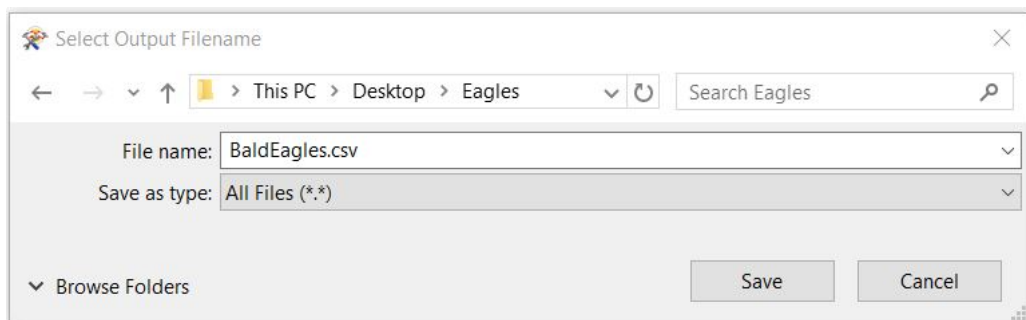 Select Output Filename
This PC > Desktop > Eagles
Search Eagles
File name: BaldEagles.csv
Save as type: All Files (*.*)
Browse Folders
Save
Cancel